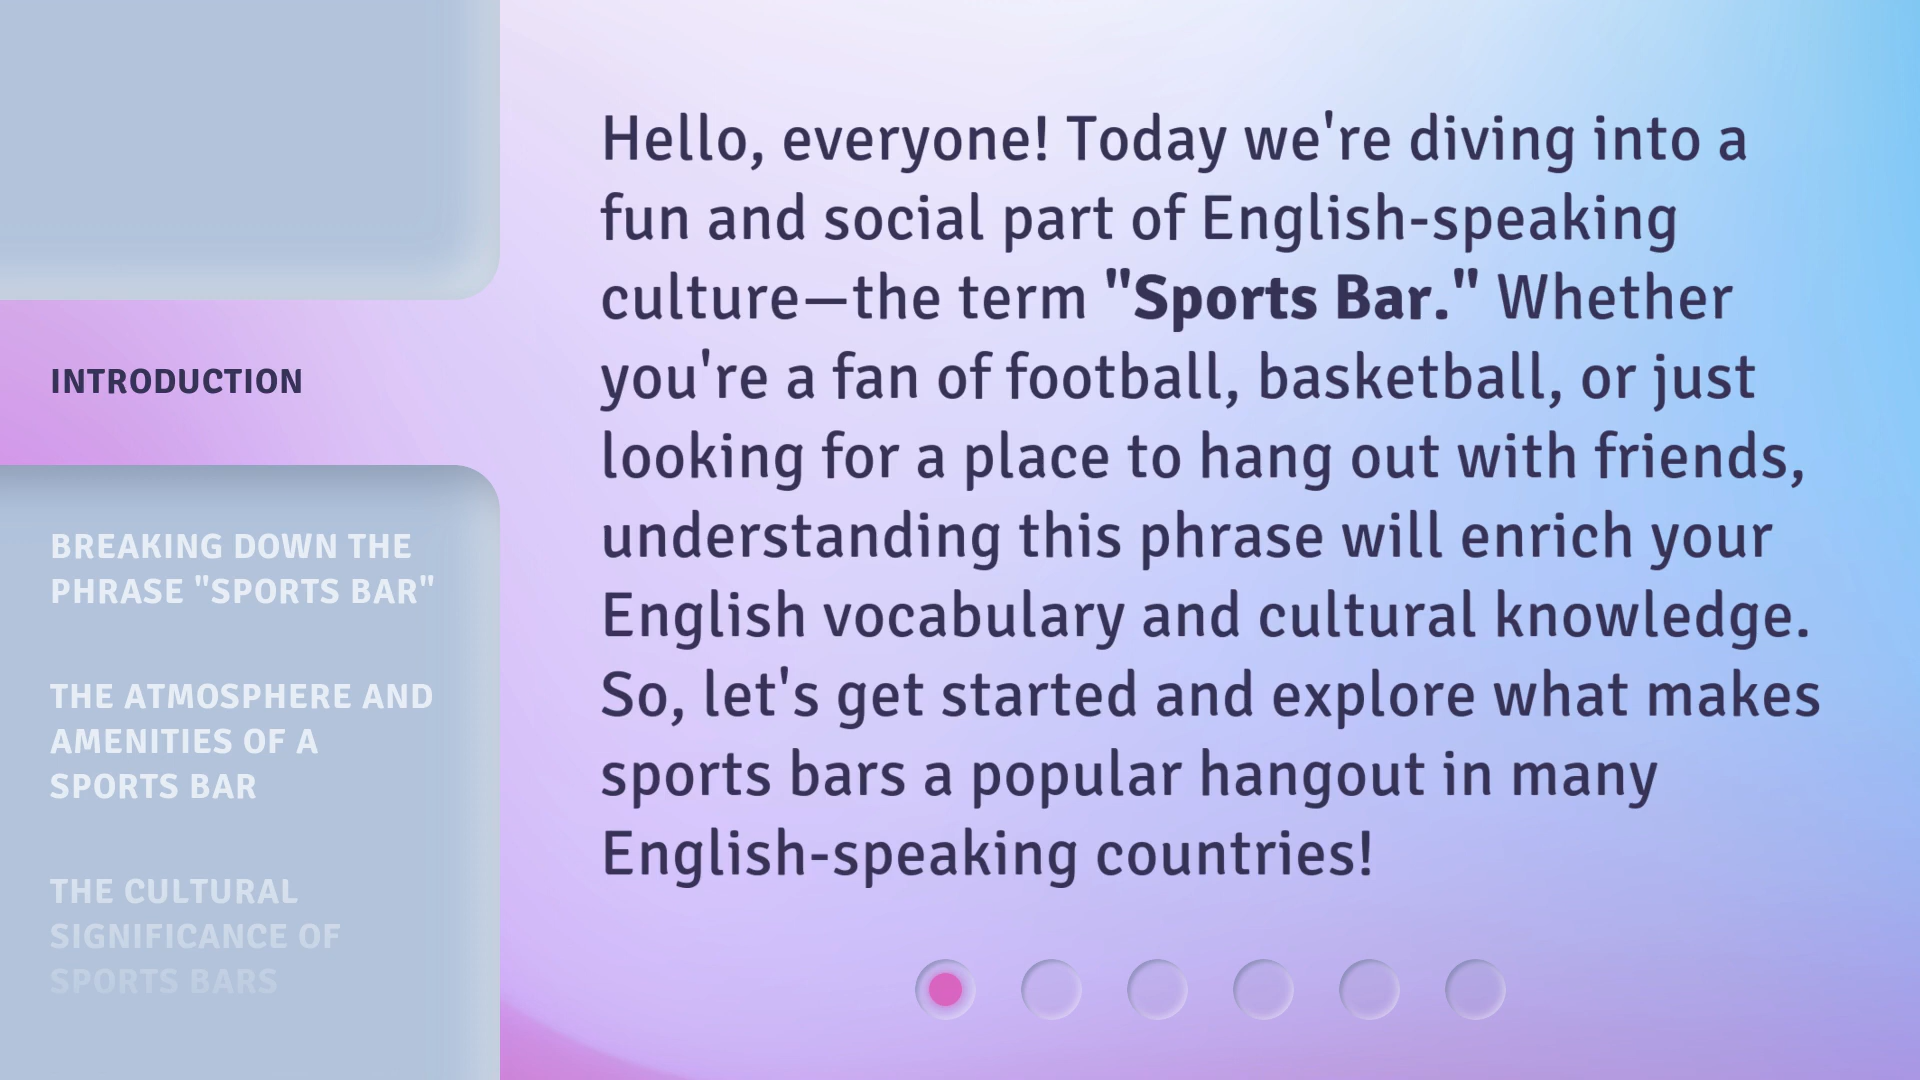 INTRODUCTION
BREAKING DOWN THE
PHRASE "SPORTS BAR"
THE ATMOSPHERE AND
AMENITIES OF A
SPORTS BAR
THE CULTURAL
SIGNIFICANCE OF
SPORTS BARS
Hello, everyone! Today we're diving into a
fun and social part of English-speaking
culture—the term "Sports Bar." Whether
you're a fan of football, basketball, or just
looking for a place to hang out with friends,
understanding this phrase will enrich your
English vocabulary and cultural knowledge.
So, let's get started and explore what makes
sports bars a popular hangout in many
English-speaking countries!